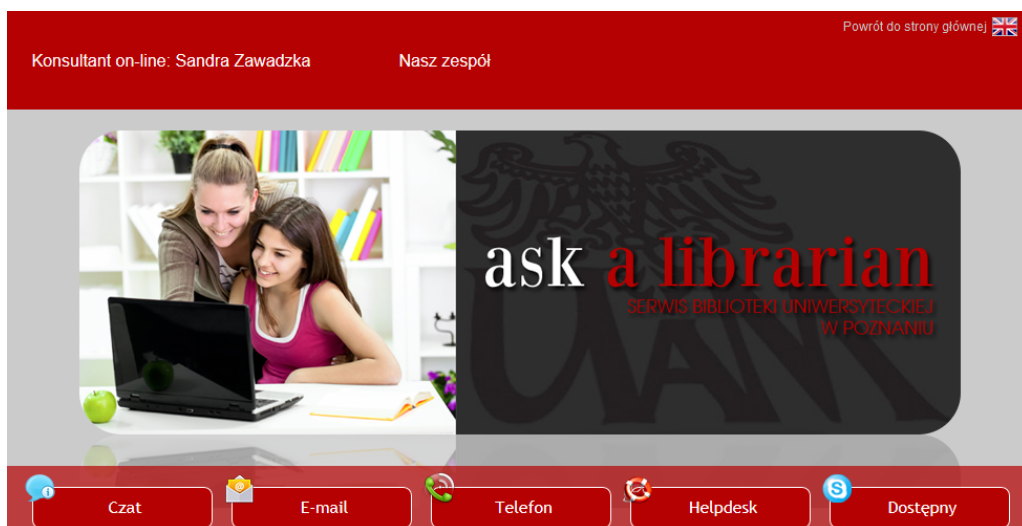 Powrót do strony głównej
Konsultant on-line: Sandra Zawadzka
Nasz zespół
ask a librarian
SERWIS BIBLIOTEKI UNIWERSYTECKIEJ
W POZNANIU
UAM
Czat
E-mail
Telefon
Helpdesk
Dostępny